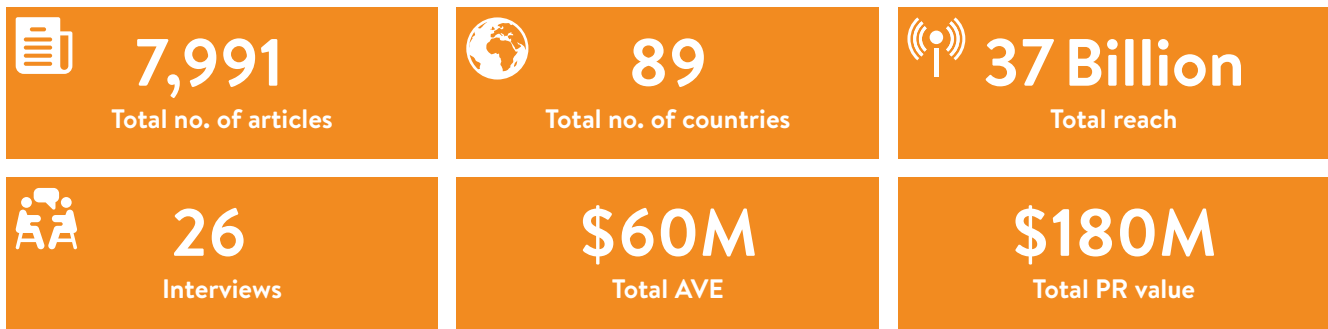 7,991
Total no. of articles
89
Total no. of countries
37 Billion
Total reach
26
Interviews
$60M
Total AVE
$180M
Total PR value